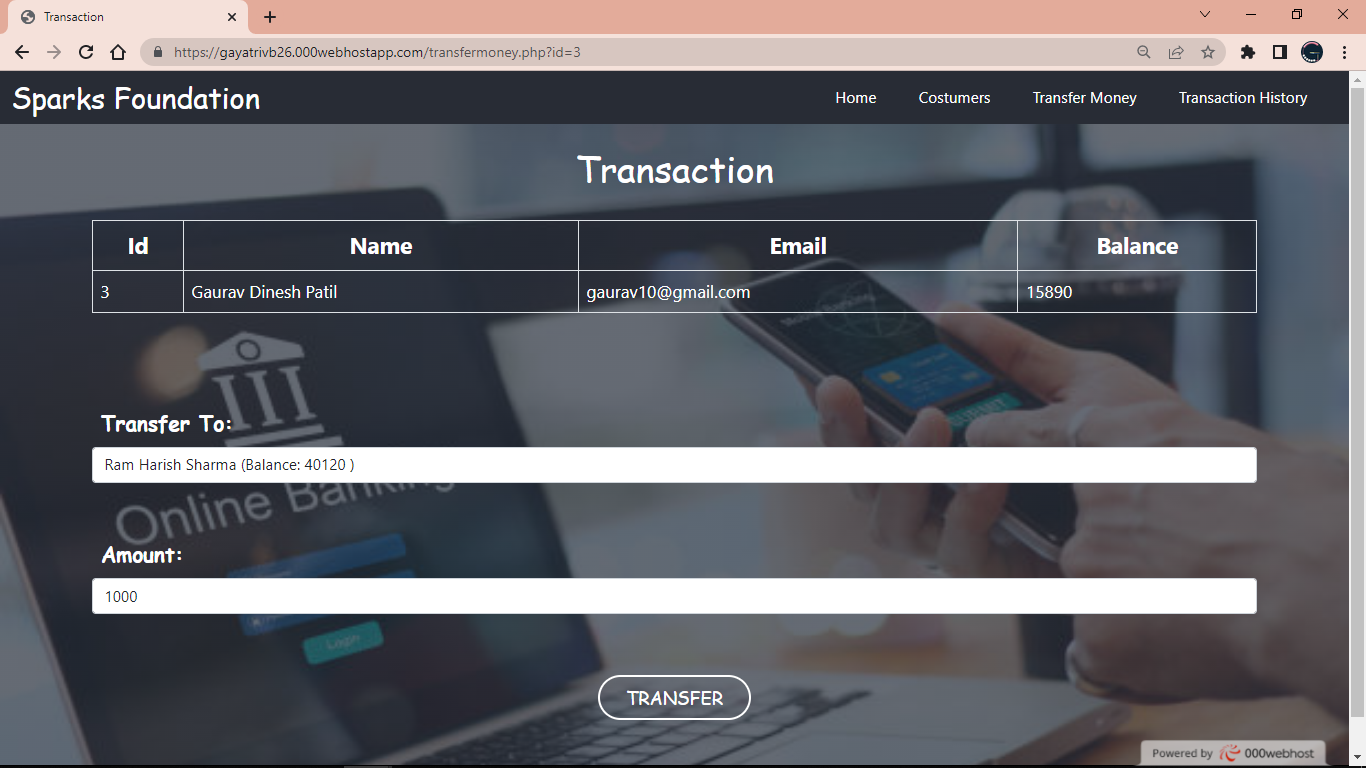 Transaction
https://gayatrivb26.000webhostapp.com/transfermoney.php?id=3
Sparks Foundation
Home Costumers Transfer Money Transaction History
Transaction
Id Name Email Balance
3 Gaurav Dinesh Patil gaurav10@gmail.com 15890
Transfer To:
Ram Harish Sharma (Balance: 40120 )
Online Banking
Amount:
1000
Login
TRANSFER
Powered by 000webhost